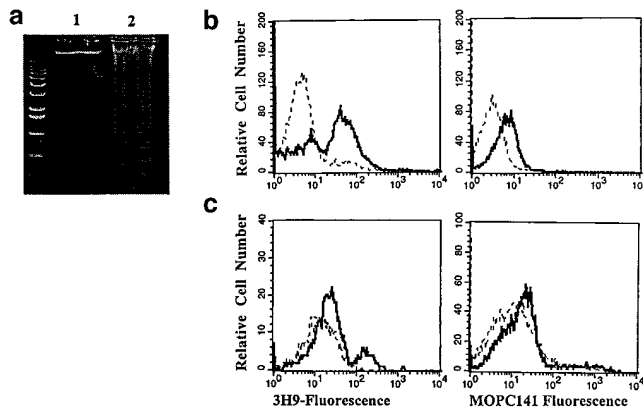 a
1 2
b
Relative Cell Number
200
160
120
80
40
0
10⁰ 10¹ 10² 10³ 10⁴
200
160
120
80
40
0
10⁰ 10¹ 10² 10³ 10⁴
c
Relative Cell Number
40
30
20
10
0
10⁰ 10¹ 10² 10³ 10⁴
3H9-Fluorescence
100
80
60
40
20
0
10⁰ 10¹ 10² 10³ 10⁴
MOPC141 Fluorescence